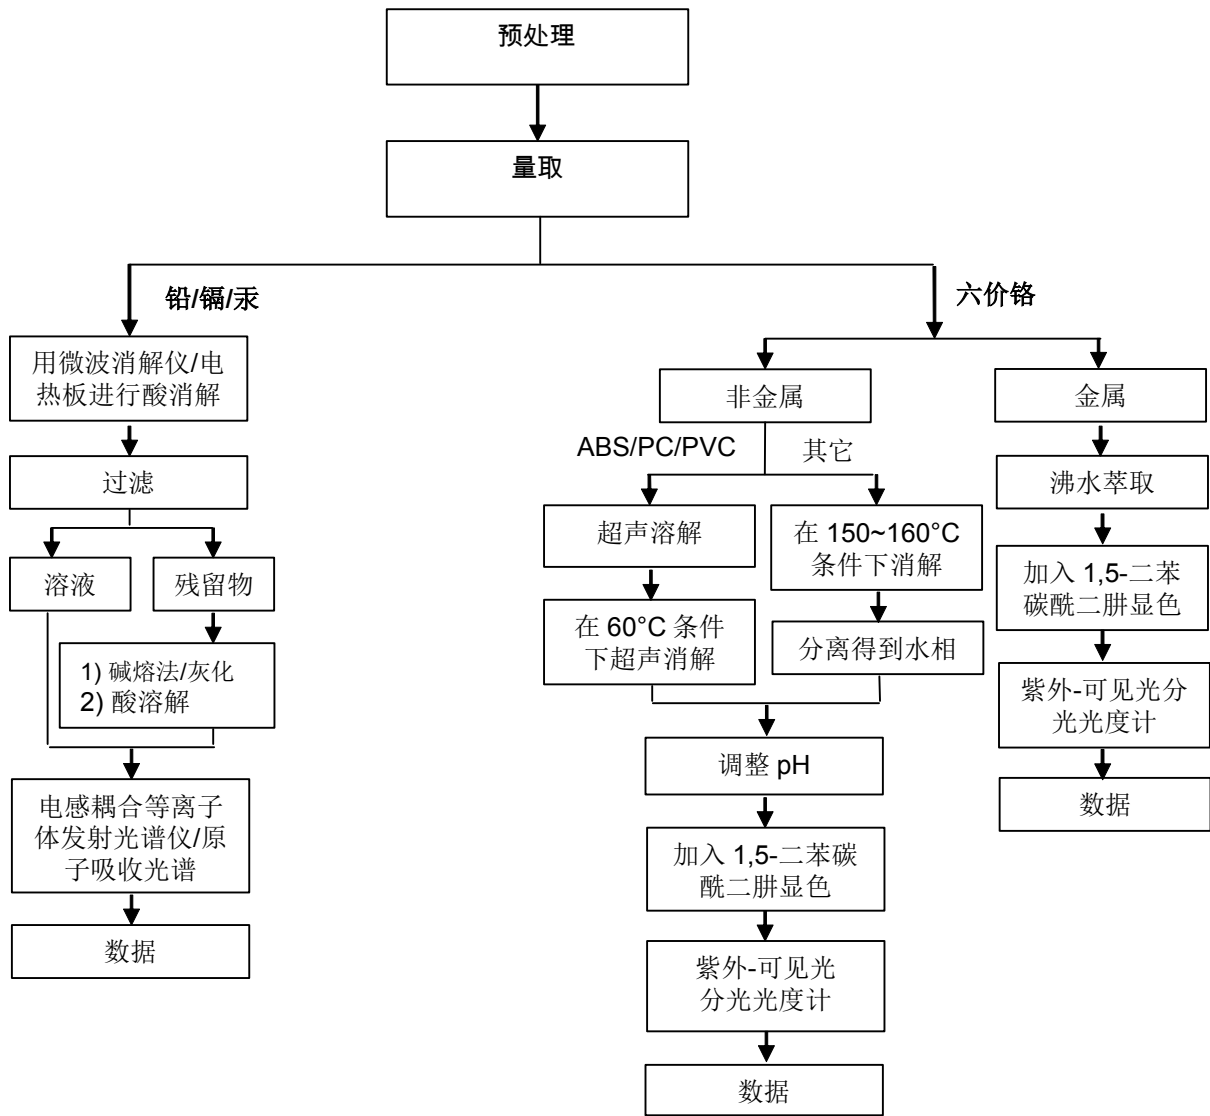 预处理
量取
铅/镉/汞
用微波消解仪/电
热板进行酸消解
过滤
溶液
残留物
1) 碱熔法/灰化
2) 酸溶解
电感耦合等离子
体发射光谱仪/原
子吸收光谱
数据
六价铬
非金属
ABS/PC/PVC
其它
超声溶解
在 60°C 条件
下超声消解
在 150~160°C
条件下消解
分离得到水相
调整 pH
加入 1,5-二苯碳
酰二肼显色
紫外-可见光
分光光度计
数据
金属
沸水萃取
加入 1,5-二苯
碳酰二肼显色
紫外-可见光分
光光度计
数据